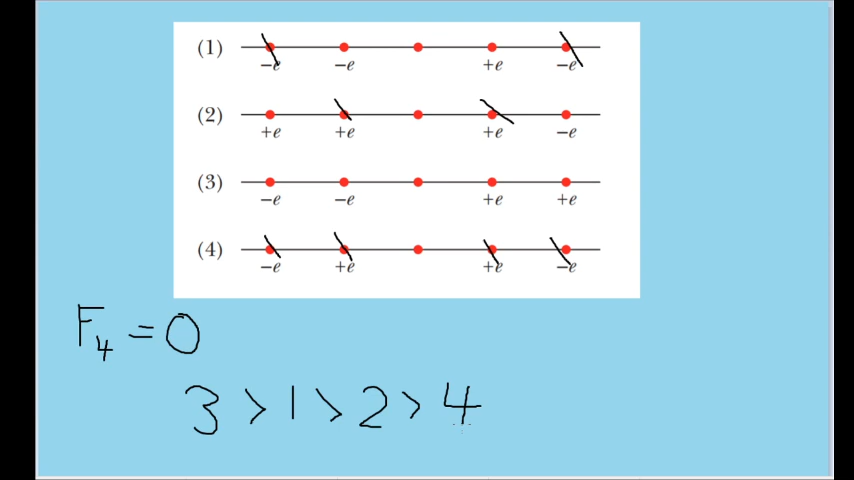 (1) −e −e +e −e
(2) +e +e +e −e
(3) −e −e +e +e
(4) −e +e +e −e
F₄ = 0
3 > 1 > 2 > 4